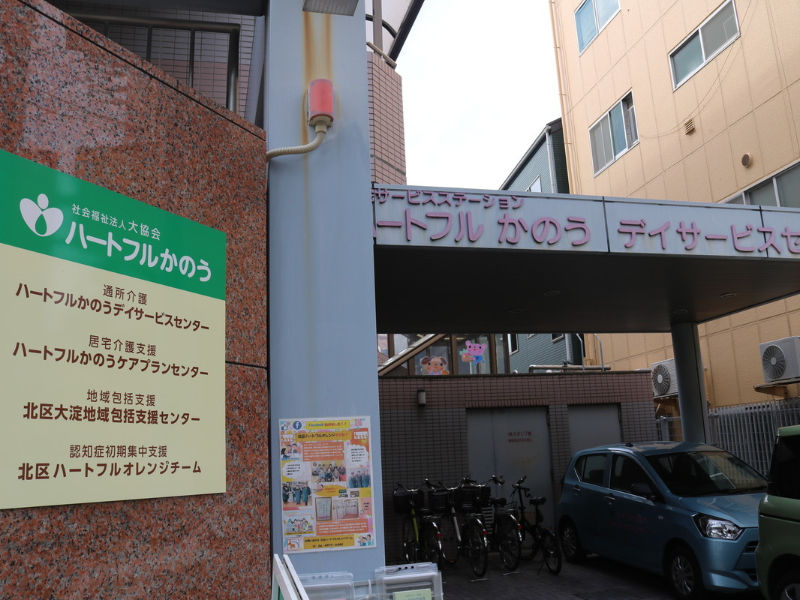 社会福祉法人 大協会
ハートフルかのう
通所介護
ハートフルかのうデイサービスセンター
居宅介護支援
ハートフルかのうケアプランセンター
地域包括支援
北区大淀地域包括支援センター
認知症初期集中支援
北区ハートフルオレンジチーム
サービスステーション
ハートフル かのう デイサービスセ